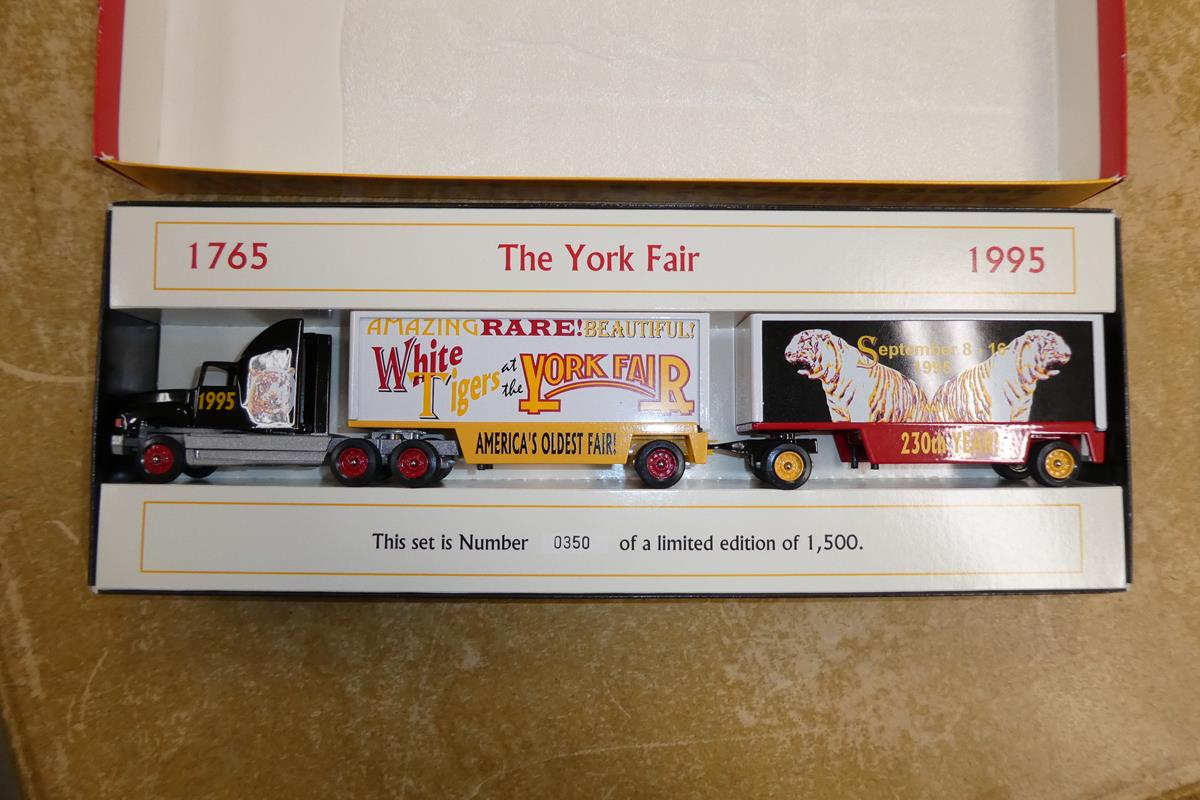 1765 The York Fair 1995
AMAZING RARE! BEAUTIFUL!
White
Tigers at the YORK FAIR
AMERICA'S OLDEST FAIR!
1995
September 8 - 16
1995
230th YEAR!
This set is Number 0350 of a limited edition of 1,500.